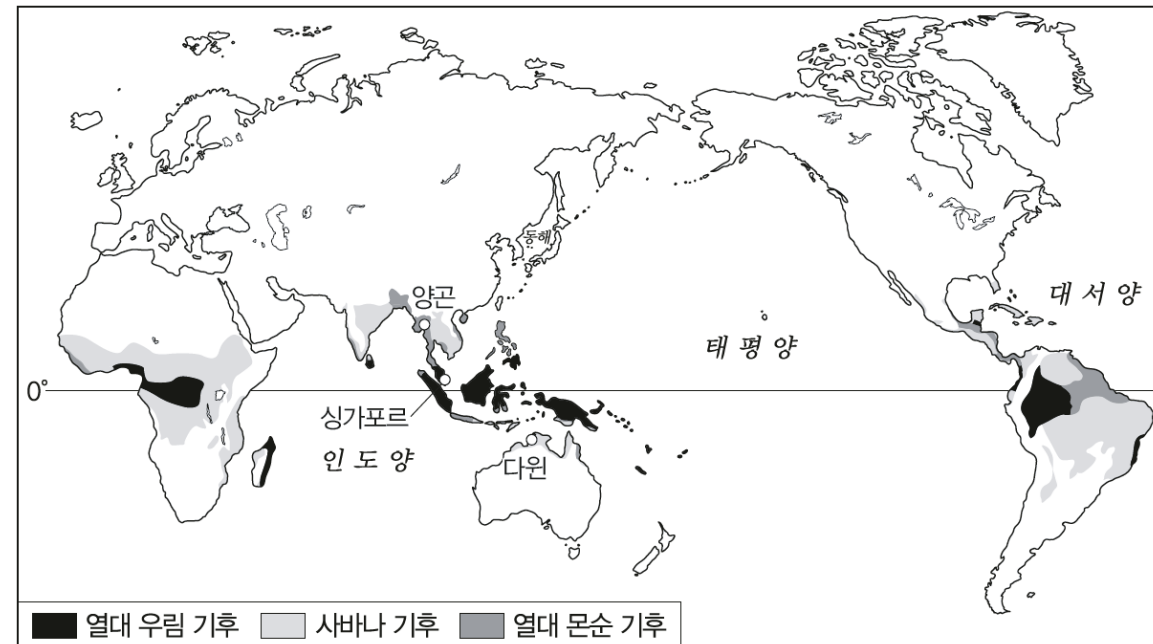 동해
양곤
대서양
태평양
0°
싱가포르
인도양
다윈
열대 우림 기후 사바나 기후 열대 몬순 기후